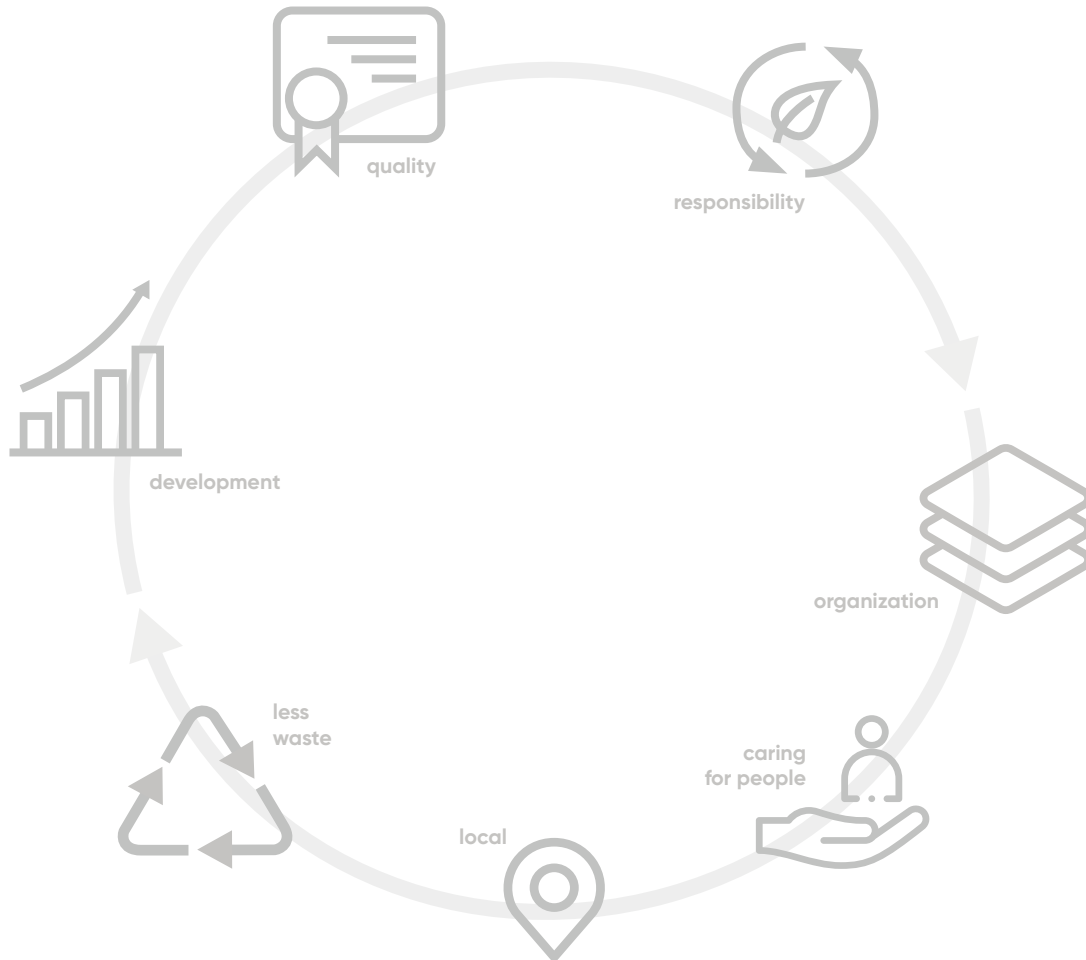 quality
responsibility
development
organization
less
waste
caring
for people
local